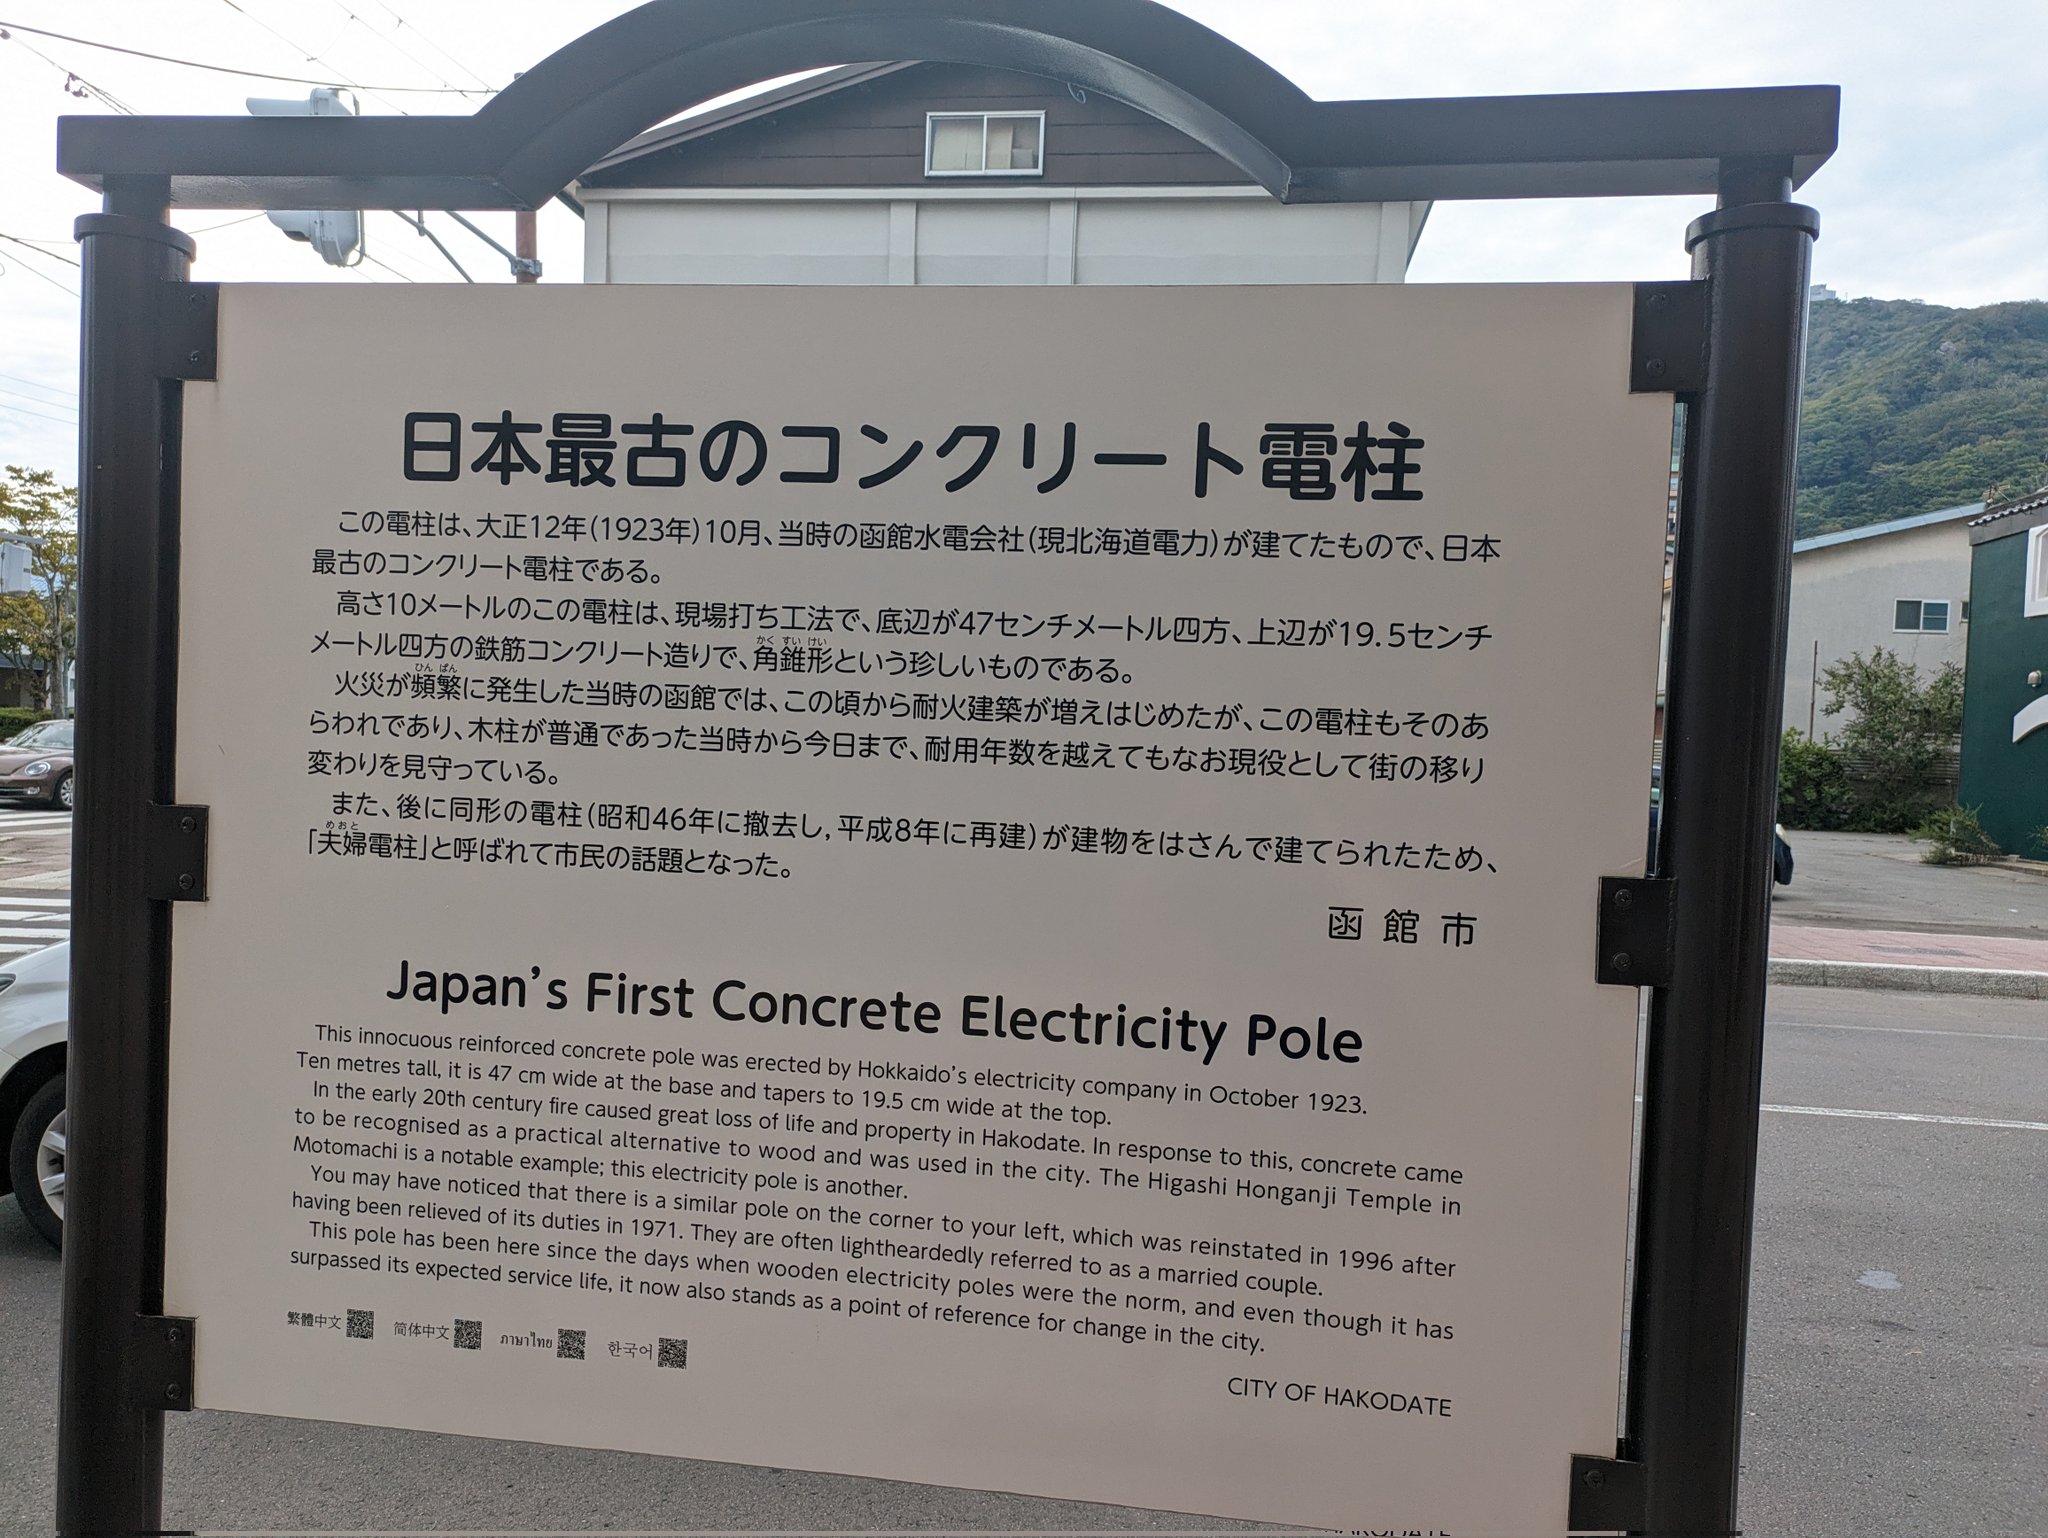 日本最古のコンクリート電柱
この電柱は、大正12年(1923年)10月、当時の函館水電会社(現北海道電力)が建てたもので、日本
最古のコンクリート電柱である。
高さ10メートルのこの電柱は、現場打ち工法で、底辺が47センチメートル四方、上辺が19.5センチ
かく すい けい
メートル四方の鉄筋コンクリート造りで、角錐形という珍しいものである。
ひん ぱん
火災が頻繁に発生した当時の函館では、この頃から耐火建築が増えはじめたが、この電柱もそのあ
らわれであり、木柱が普通であった当時から今日まで、耐用年数を越えてもなお現役として街の移り
変わりを見守っている。
また、後に同形の電柱(昭和46年に撤去し,平成8年に再建)が建物をはさんで建てられたため、
めおと
「夫婦電柱」と呼ばれて市民の話題となった。
函館市
Japan's First Concrete Electricity Pole
This innocuous reinforced concrete pole was erected by Hokkaido's electricity company in October 1923.
Ten metres tall, it is 47 cm wide at the base and tapers to 19.5 cm wide at the top.
In the early 20th century fire caused great loss of life and property in Hakodate. In response to this, concrete came
to be recognised as a practical alternative to wood and was used in the city. The Higashi Honganji Temple in
Motomachi is a notable example; this electricity pole is another.
You may have noticed that there is a similar pole on the corner to your left, which was reinstated in 1996 after
having been relieved of its duties in 1971. They are often lightheardedly referred to as a married couple.
This pole has been here since the days when wooden electricity poles were the norm, and even though it has
surpassed its expected service life, it now also stands as a point of reference for change in the city.
繁體中文 简体中文 ภาษาไทย 한국어
CITY OF HAKODATE
HAKODATE